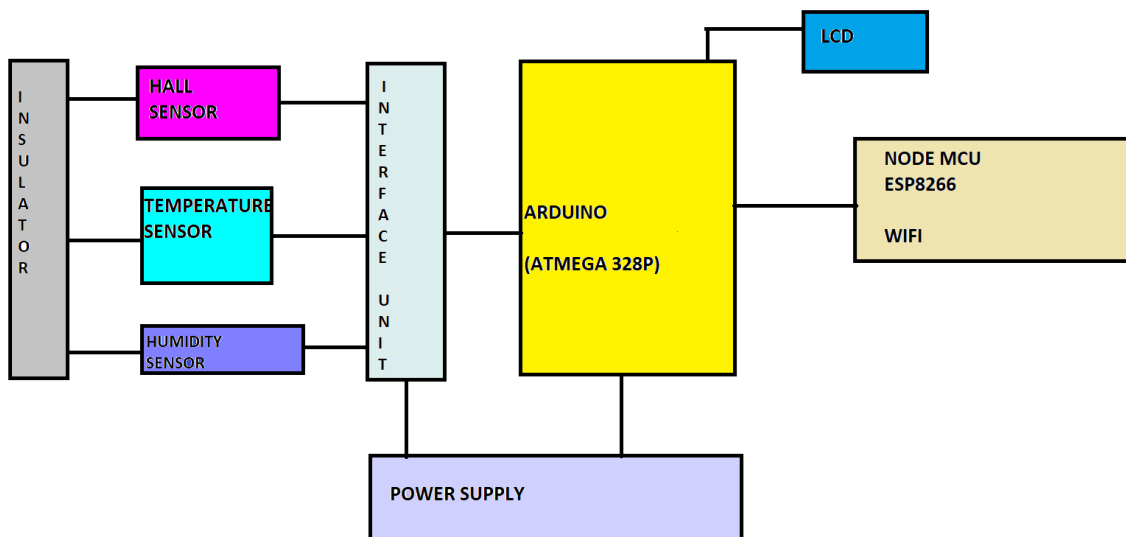 INSULATOR
HALL
SENSOR
TEMPERATURE
SENSOR
HUMIDITY
SENSOR
INTERFACE UNIT
ARDUINO
(ATMEGA 328P)
LCD
NODE MCU
ESP8266
WIFI
POWER SUPPLY